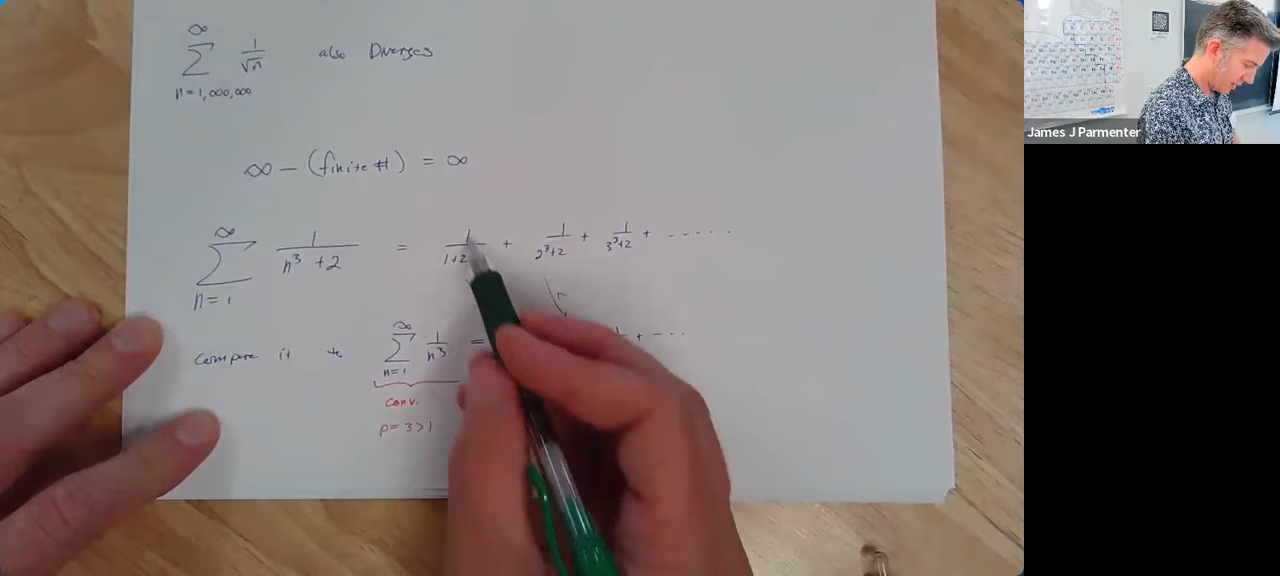 ∞
∑ 1/√n also Diverges
n=1,000,000
∞ − (finite #) = ∞
∞
∑ 1/(n³+2) = 1/(1+2) + 1/(2³+2) + 1/(3³+2) + .....
n=1
∞
Compare it to ∑ 1/n³ = + ...
n=1
Conv.
p=3>1
James J Parmenter